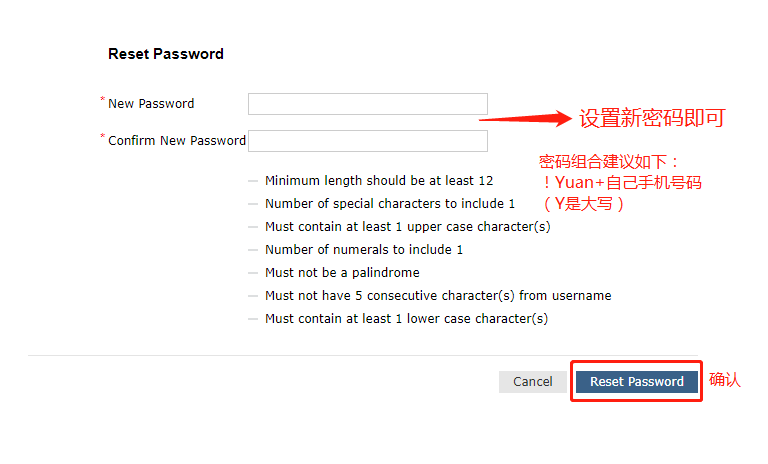 Reset Password
* New Password
设置新密码即可
* Confirm New Password
密码组合建议如下：
！Yuan+自己手机号码
（Y是大写）
— Minimum length should be at least 12
— Number of special characters to include 1
— Must contain at least 1 upper case character(s)
— Number of numerals to include 1
— Must not be a palindrome
— Must not have 5 consecutive character(s) from username
— Must contain at least 1 lower case character(s)
Cancel Reset Password 确认